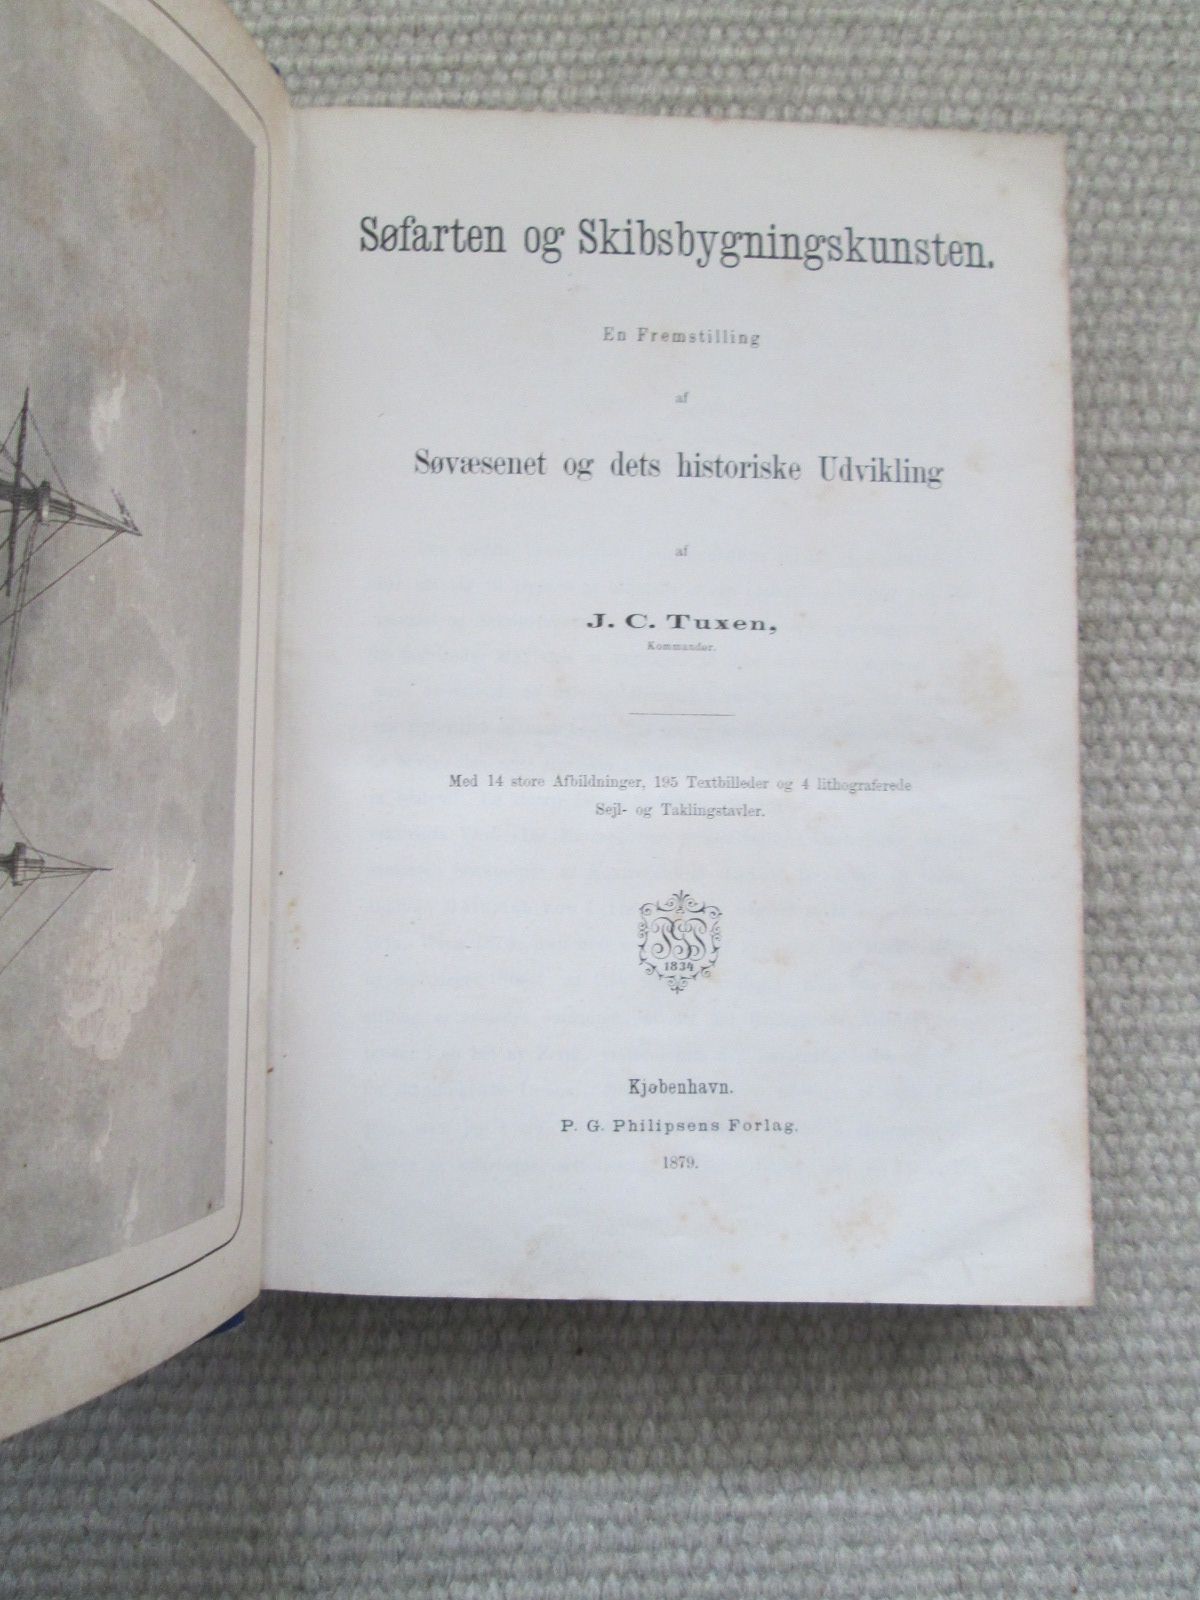 Søfarten og Skibsbygningskunsten.
En Fremstilling
af
Søvæsenet og dets historiske Udvikling
af
J. C. Tuxen,
Kommandør.
Med 14 store Afbildninger, 195 Textbilleder og 4 lithograferede
Sejl- og Taklingstavler.
1834
Kjøbenhavn.
P. G. Philipsens Forlag.
1879.